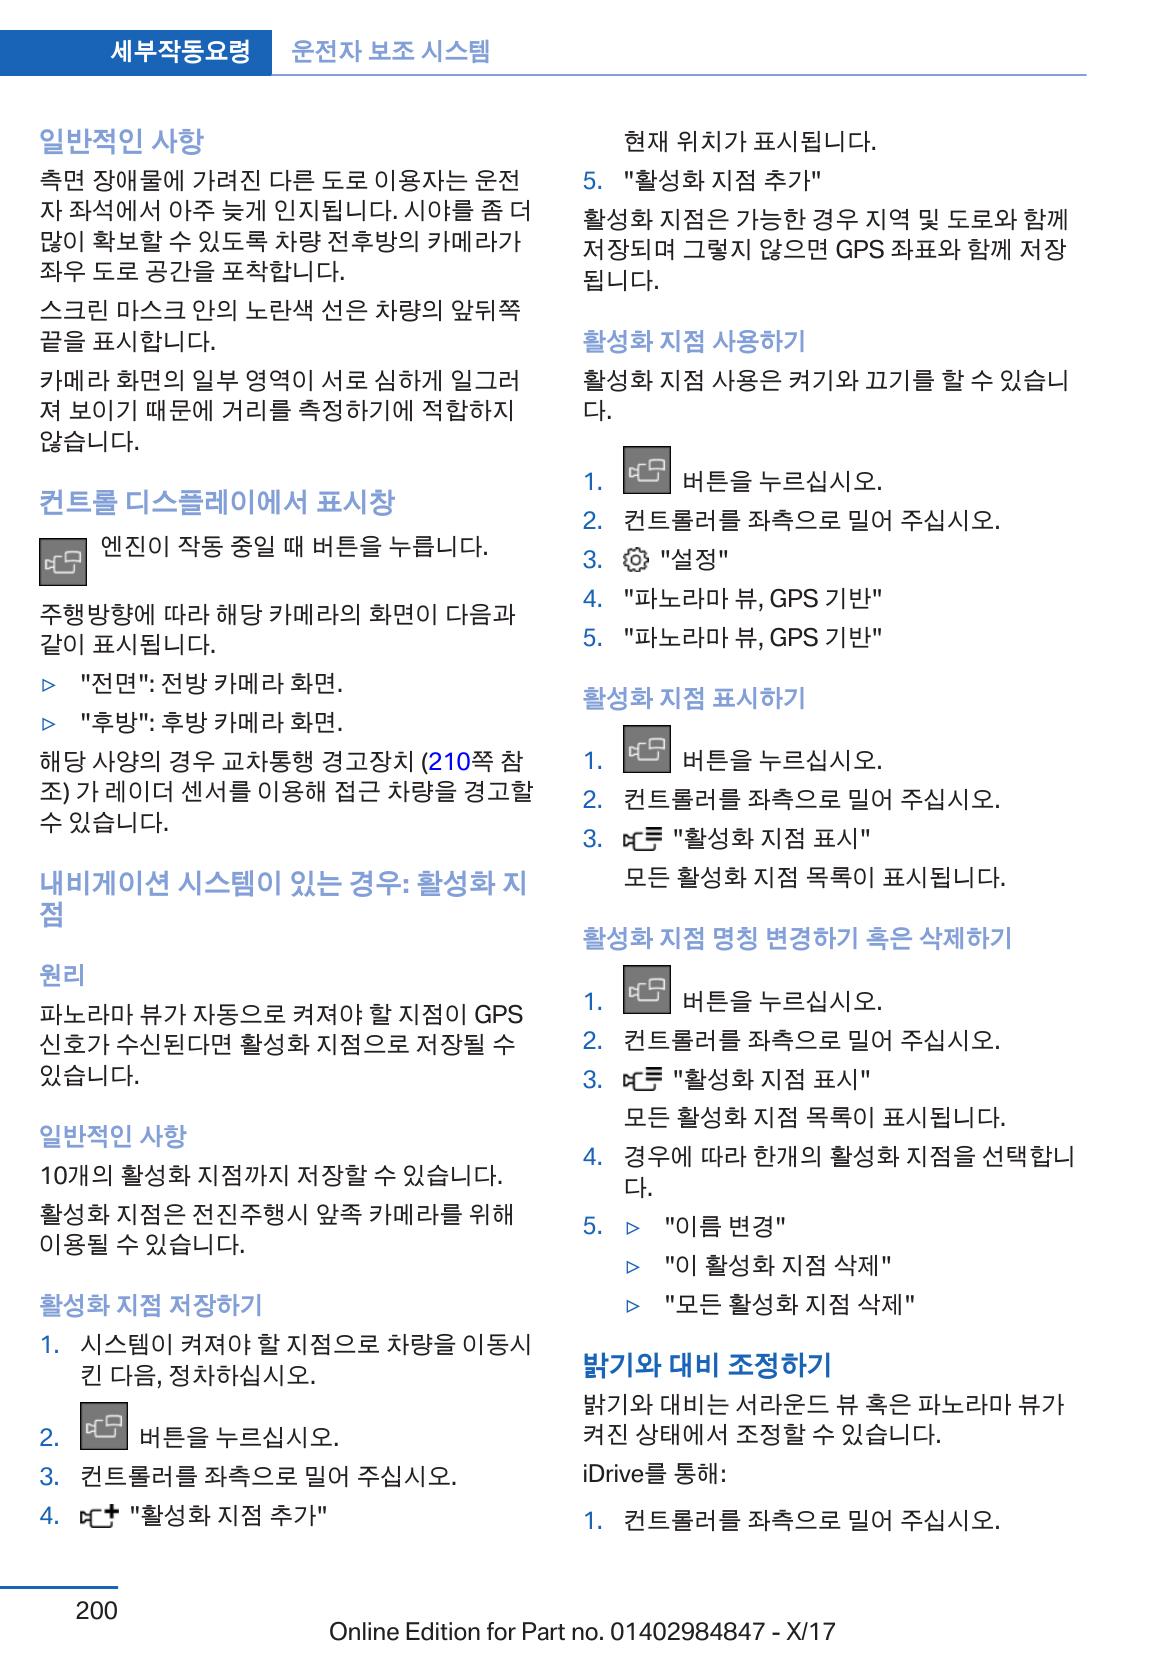 세부작동요령 운전자 보조 시스템
일반적인 사항
측면 장애물에 가려진 다른 도로 이용자는 운전
자 좌석에서 아주 늦게 인지됩니다. 시야를 좀 더
많이 확보할 수 있도록 차량 전후방의 카메라가
좌우 도로 공간을 포착합니다.
스크린 마스크 안의 노란색 선은 차량의 앞뒤쪽
끝을 표시합니다.
카메라 화면의 일부 영역이 서로 심하게 일그러
져 보이기 때문에 거리를 측정하기에 적합하지
않습니다.
컨트롤 디스플레이에서 표시창
엔진이 작동 중일 때 버튼을 누릅니다.
주행방향에 따라 해당 카메라의 화면이 다음과
같이 표시됩니다.
▷ "전면": 전방 카메라 화면.
▷ "후방": 후방 카메라 화면.
해당 사양의 경우 교차통행 경고장치 (210쪽 참
조) 가 레이더 센서를 이용해 접근 차량을 경고할
수 있습니다.
내비게이션 시스템이 있는 경우: 활성화 지
점
원리
파노라마 뷰가 자동으로 켜져야 할 지점이 GPS
신호가 수신된다면 활성화 지점으로 저장될 수
있습니다.
일반적인 사항
10개의 활성화 지점까지 저장할 수 있습니다.
활성화 지점은 전진주행시 앞족 카메라를 위해
이용될 수 있습니다.
활성화 지점 저장하기
1. 시스템이 켜져야 할 지점으로 차량을 이동시
킨 다음, 정차하십시오.
2. 버튼을 누르십시오.
3. 컨트롤러를 좌측으로 밀어 주십시오.
4. "활성화 지점 추가"
현재 위치가 표시됩니다.
5. "활성화 지점 추가"
활성화 지점은 가능한 경우 지역 및 도로와 함께
저장되며 그렇지 않으면 GPS 좌표와 함께 저장
됩니다.
활성화 지점 사용하기
활성화 지점 사용은 켜기와 끄기를 할 수 있습니
다.
1. 버튼을 누르십시오.
2. 컨트롤러를 좌측으로 밀어 주십시오.
3. "설정"
4. "파노라마 뷰, GPS 기반"
5. "파노라마 뷰, GPS 기반"
활성화 지점 표시하기
1. 버튼을 누르십시오.
2. 컨트롤러를 좌측으로 밀어 주십시오.
3. "활성화 지점 표시"
모든 활성화 지점 목록이 표시됩니다.
활성화 지점 명칭 변경하기 혹은 삭제하기
1. 버튼을 누르십시오.
2. 컨트롤러를 좌측으로 밀어 주십시오.
3. "활성화 지점 표시"
모든 활성화 지점 목록이 표시됩니다.
4. 경우에 따라 한개의 활성화 지점을 선택합니
다.
5. ▷ "이름 변경"
▷ "이 활성화 지점 삭제"
▷ "모든 활성화 지점 삭제"
밝기와 대비 조정하기
밝기와 대비는 서라운드 뷰 혹은 파노라마 뷰가
켜진 상태에서 조정할 수 있습니다.
iDrive를 통해:
1. 컨트롤러를 좌측으로 밀어 주십시오.
200
Online Edition for Part no. 01402984847 - X/17